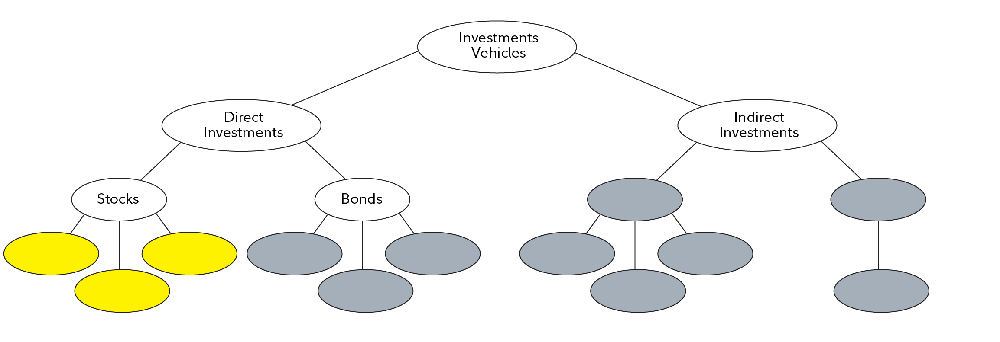 Investments
Vehicles
Direct
Investments
Indirect
Investments
Stocks
Bonds